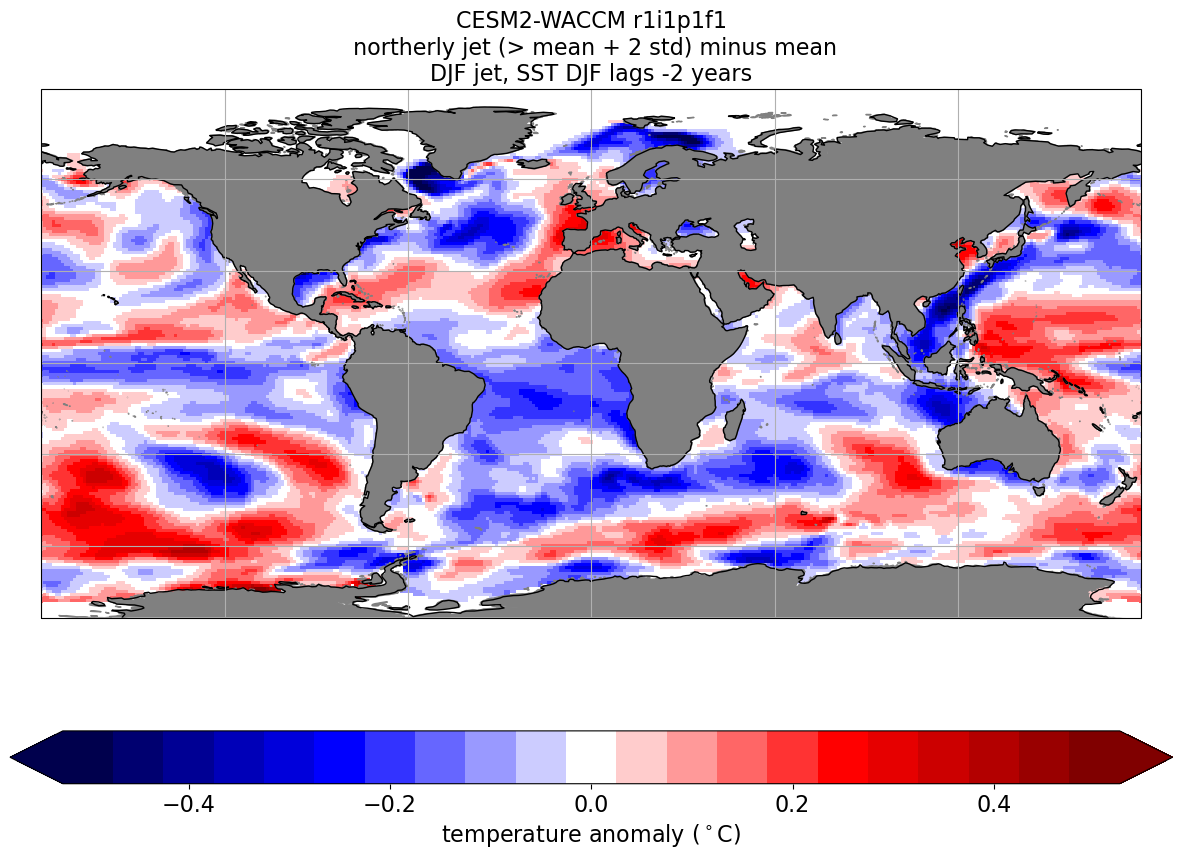 CESM2-WACCM r1i1p1f1
northerly jet (> mean + 2 std) minus mean
DJF jet, SST DJF lags -2 years
−0.4 −0.2 0.0 0.2 0.4
temperature anomaly (°C)